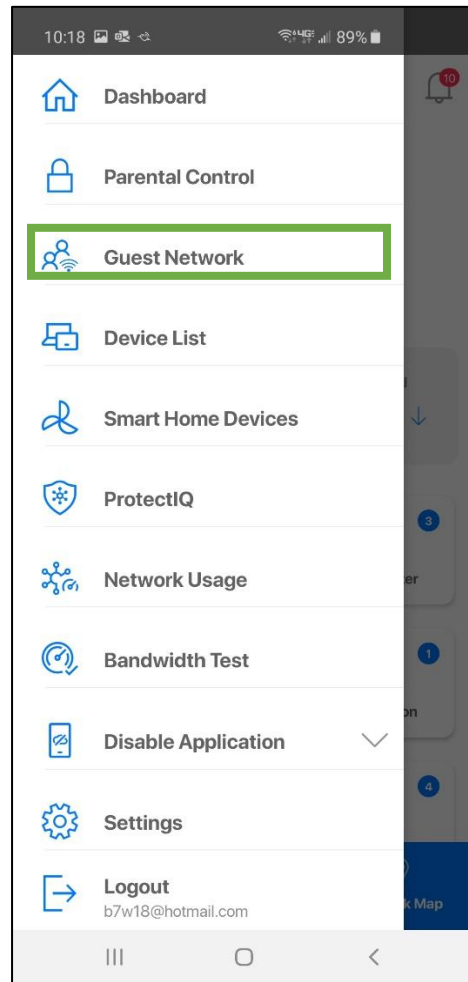 10:18 4G 89%
10
Dashboard
Parental Control
Guest Network
Device List
Smart Home Devices
ProtectIQ
3
er
Network Usage
Bandwidth Test
1
on
Disable Application
4
Settings
Logout
b7w18@hotmail.com
k Map